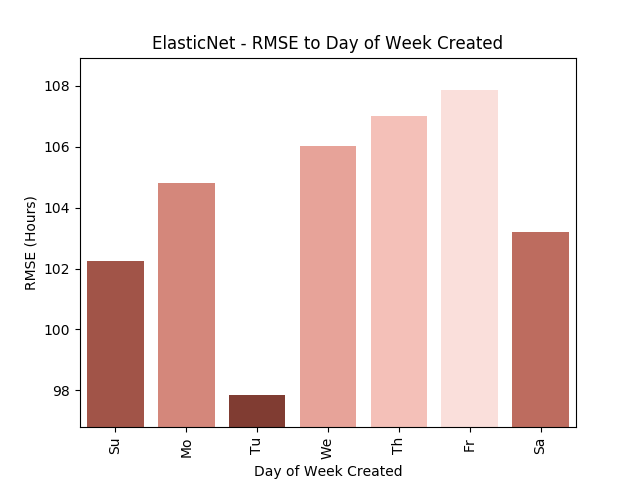 ElasticNet - RMSE to Day of Week Created
108
106
104
102
100
98
RMSE (Hours)
Su
Mo
Tu
We
Th
Fr
Sa
Day of Week Created